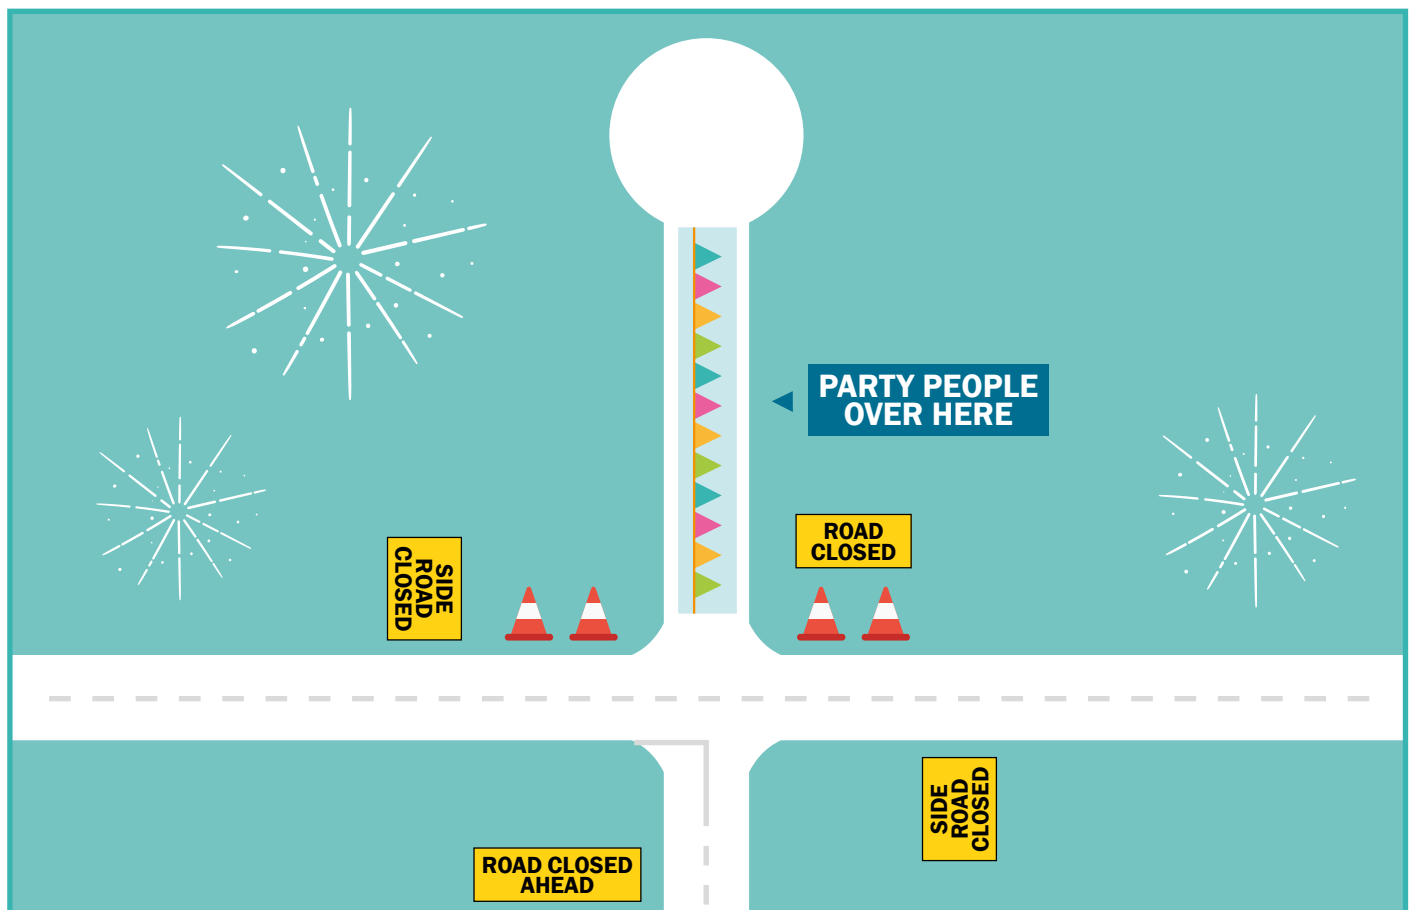 PARTY PEOPLE
OVER HERE
ROAD
CLOSED
SIDE
ROAD
CLOSED
SIDE
ROAD
CLOSED
ROAD CLOSED
AHEAD